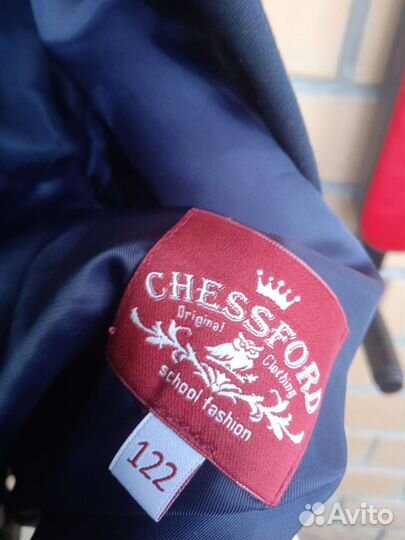 CHESSFORD
Original Clothing
school fashion
122
Avito